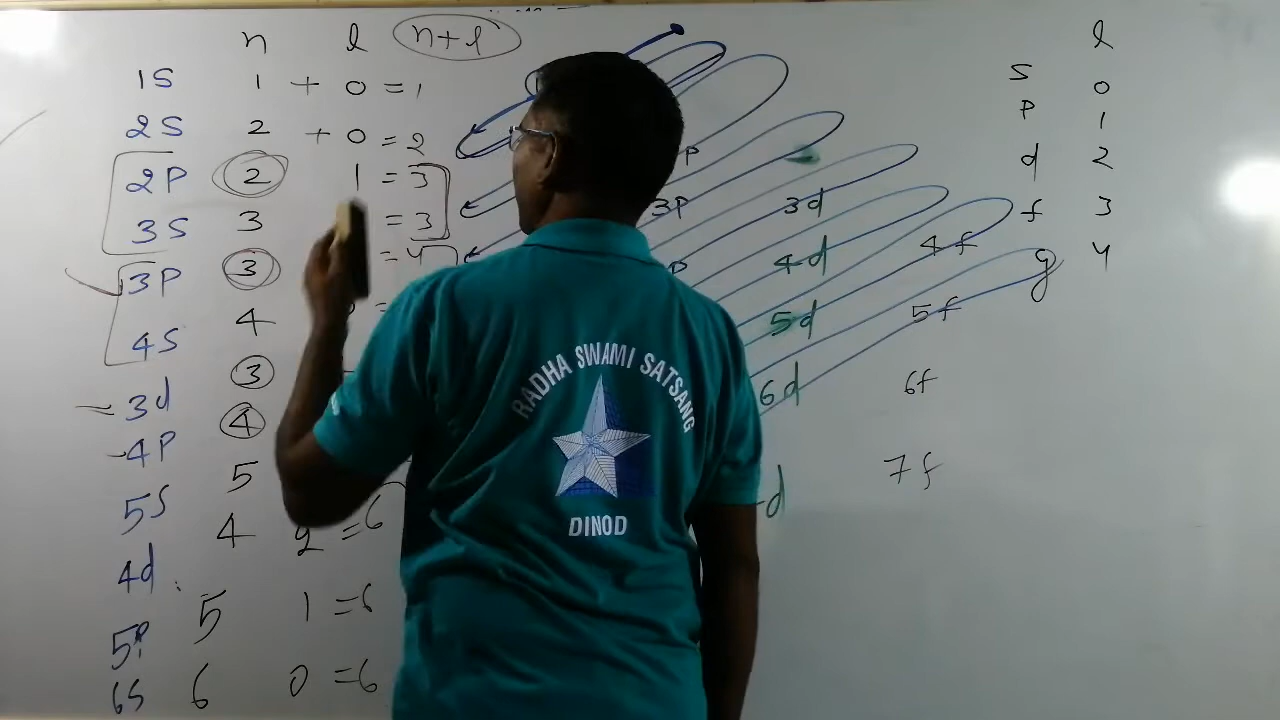 n l n+l l
1S 1 + 0 = 1 S 0
2S 2 + 0 = 2 P 1
2P 2 1 = 3 P d 2
3S 3 = 3 3P 3d f 3
3P 3 = 4 P 4d 4f g 4
4S 4 = 5d 5f
3d 3 6d 6f
4P 4
5S 5 d 7f
4d 4 2 = 6
5P 5 1 = 6
6S 6 0 = 6
RADHA SWAMI SATSANG
DINOD